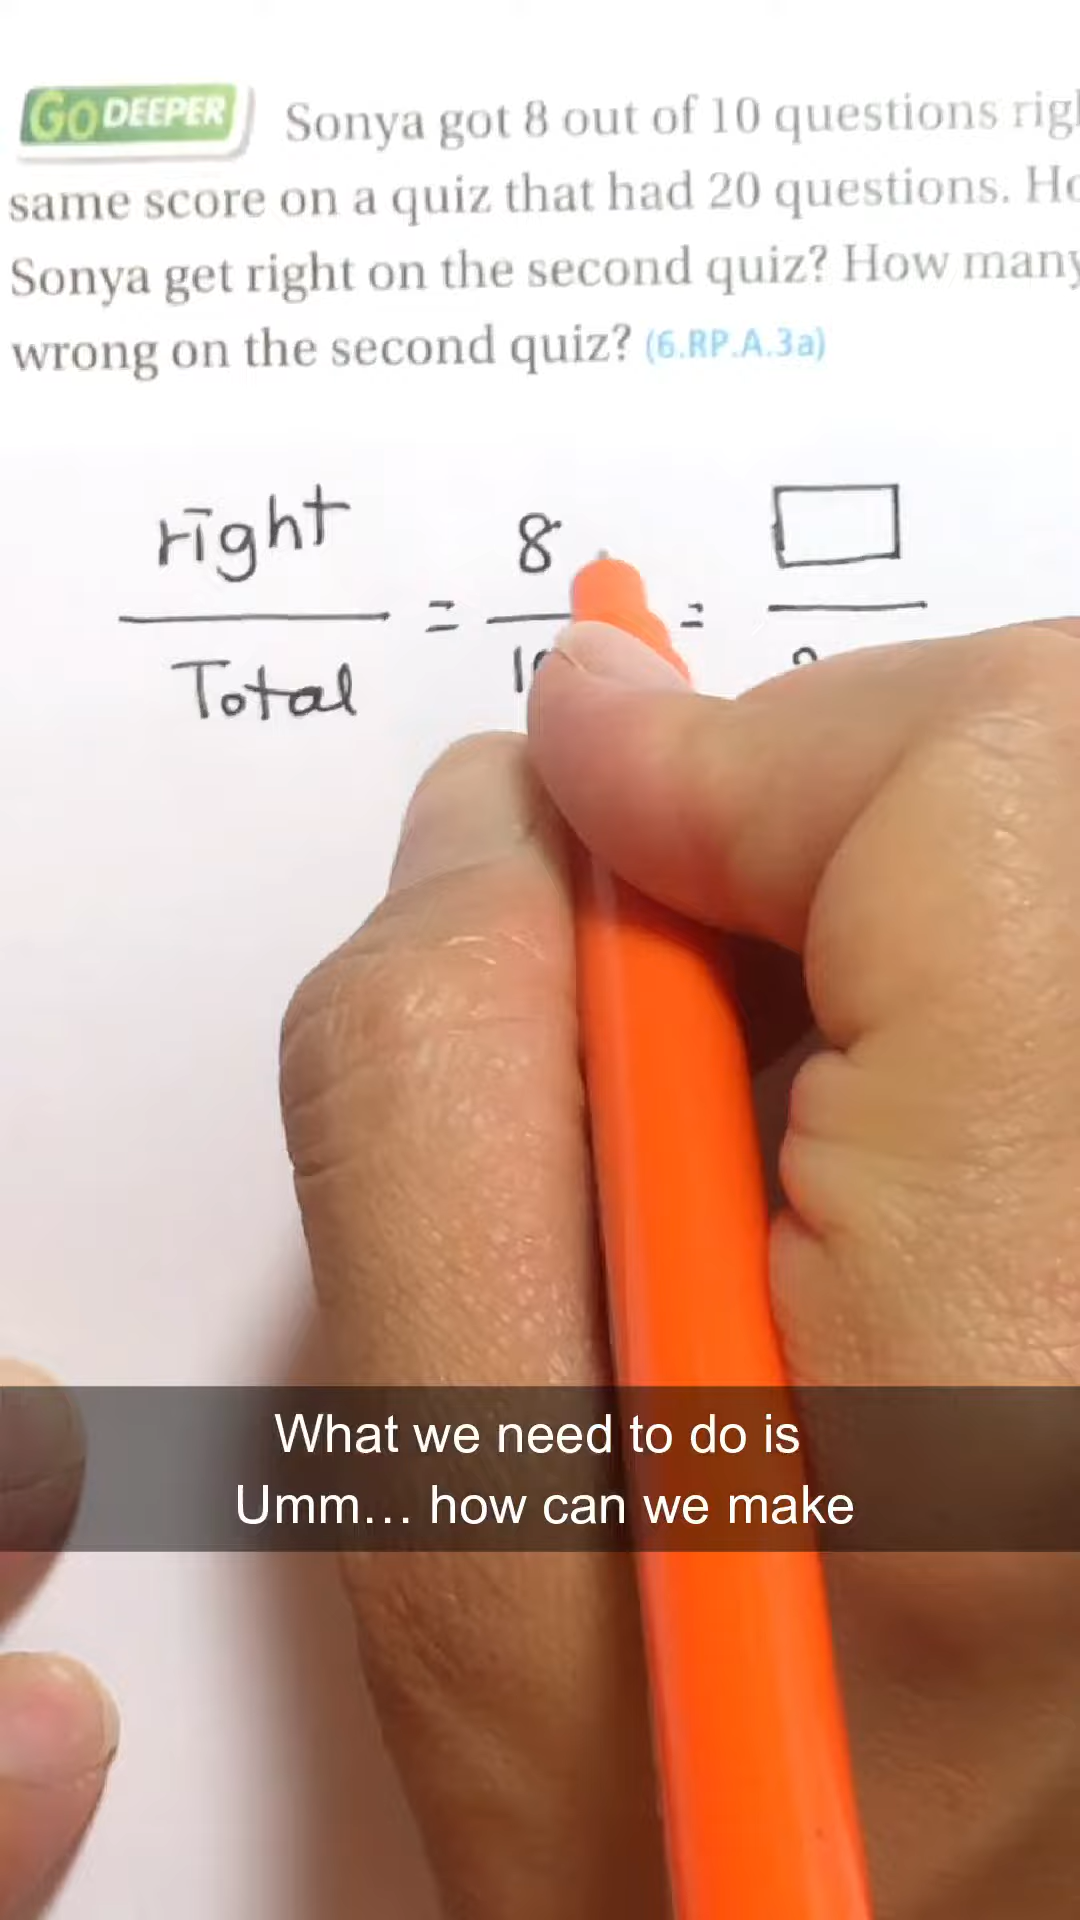 Go DEEPER Sonya got 8 out of 10 questions
same score on a quiz that had 20 questions.
Sonya get right on the second quiz? How many
wrong on the second quiz? (6.RP.A.3a)
right 8
= =
Total
What we need to do is
Umm... how can we make